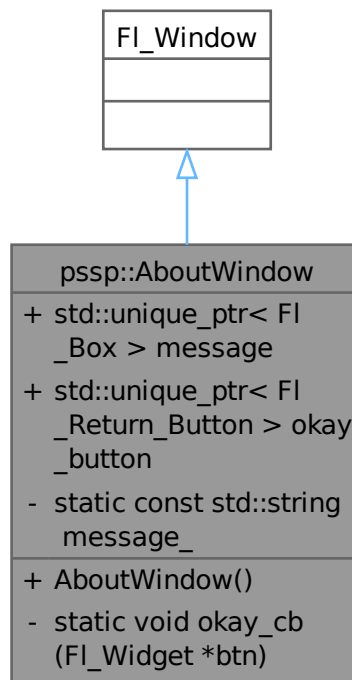 Fl_Window
pssp::AboutWindow
+ std::unique_ptr< Fl
_Box > message
+ std::unique_ptr< Fl
_Return_Button > okay
_button
- static const std::string
message_
+ AboutWindow()
- static void okay_cb
(Fl_Widget *btn)